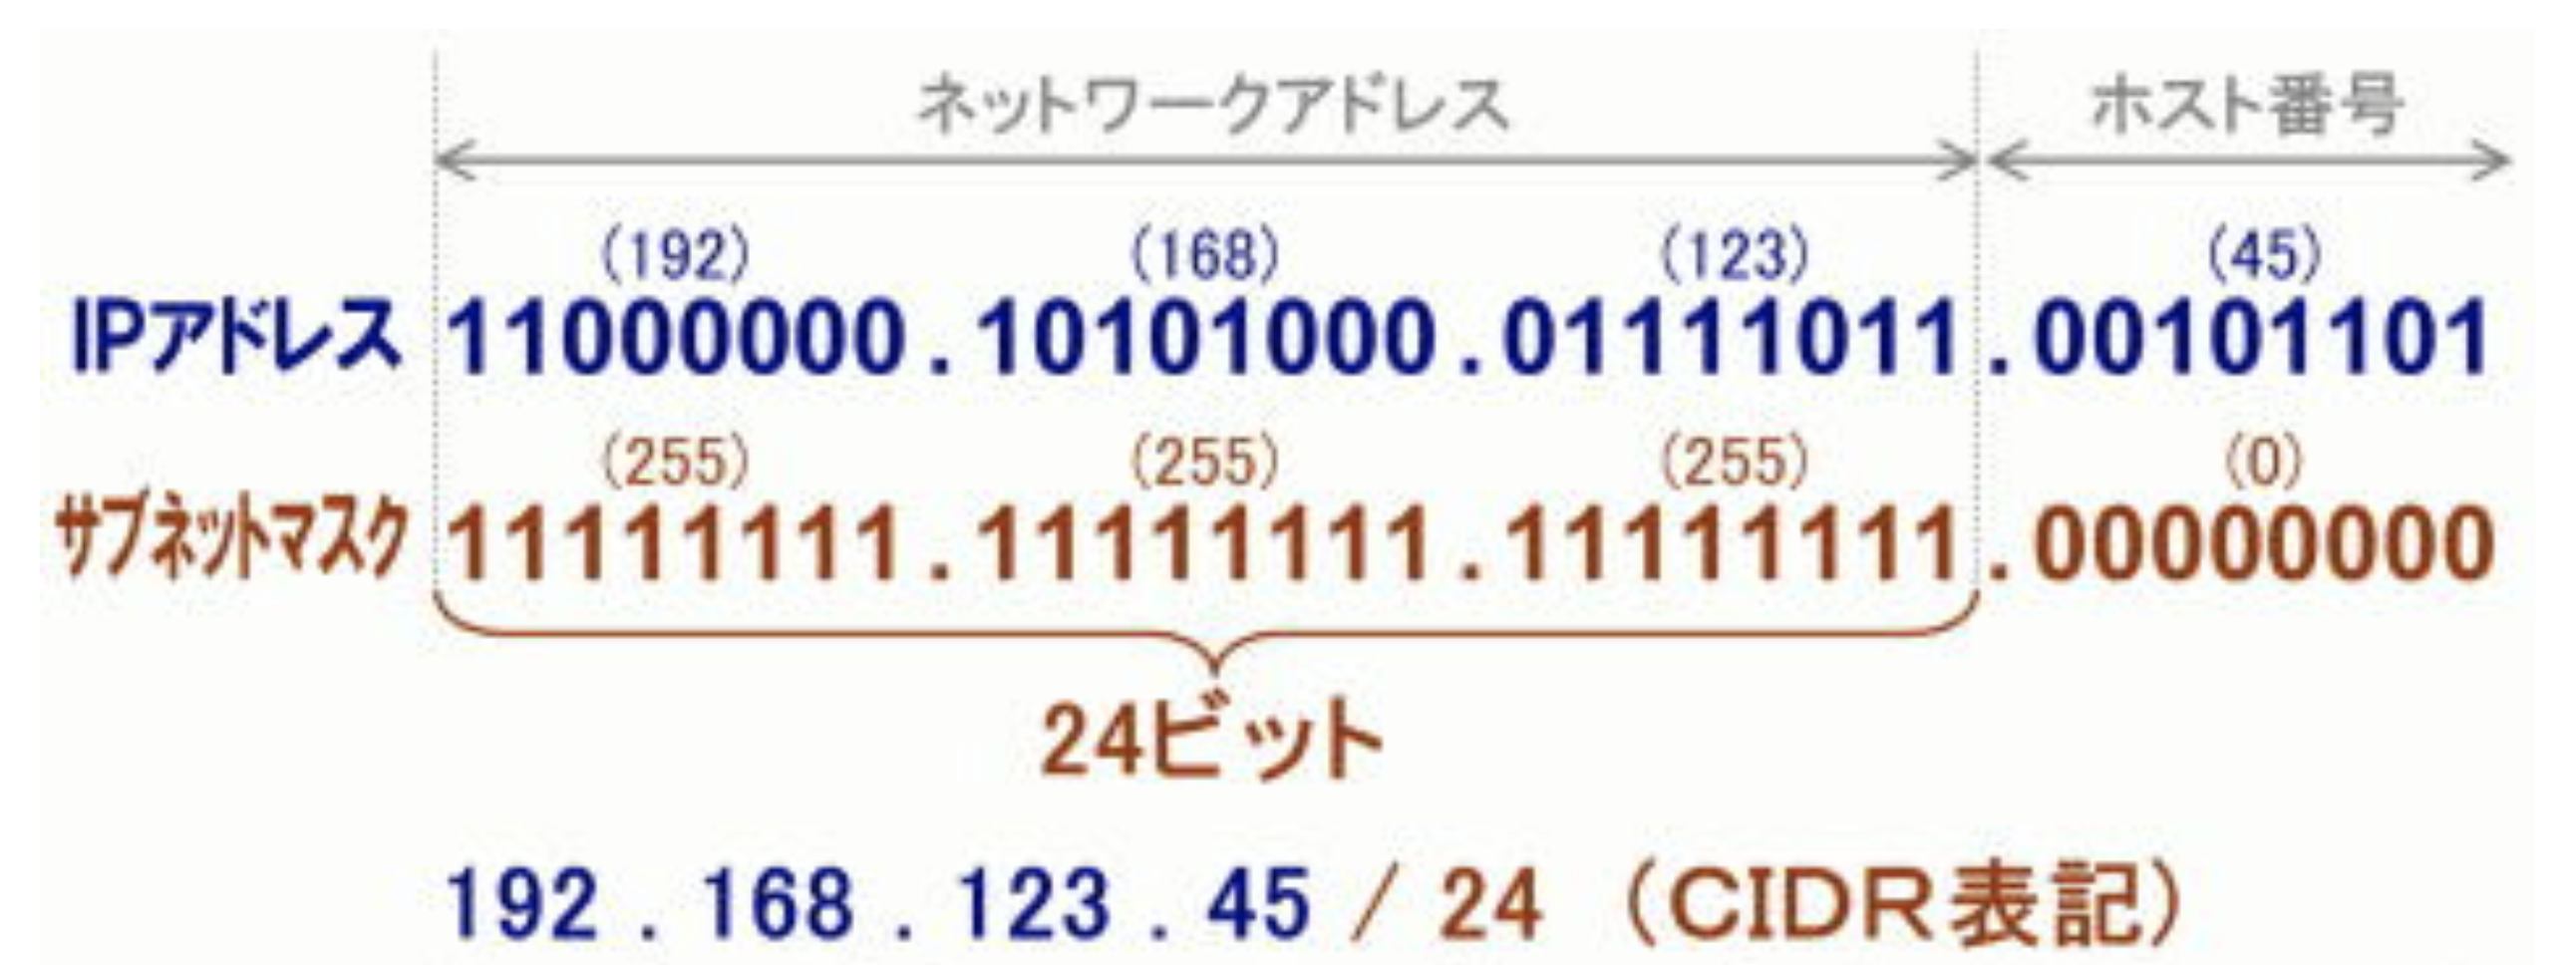 ネットワークアドレス ホスト番号
(192) (168) (123) (45)
IPアドレス 11000000.10101000.01111011.00101101
(255) (255) (255) (0)
サブネットマスク 11111111.11111111.11111111.00000000
24ビット
192 . 168 . 123 . 45 / 24 (CIDR表記)